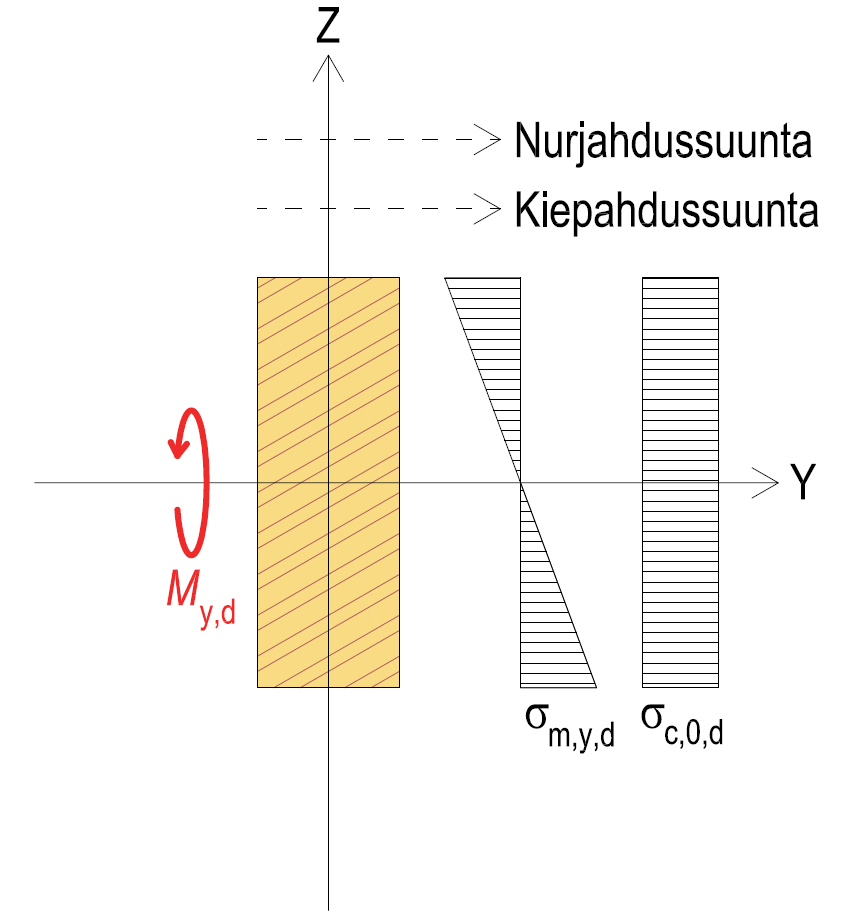 Z
Nurjahdussuunta
Kiepahdussuunta
Y
My,d
σm,y,d
σc,0,d